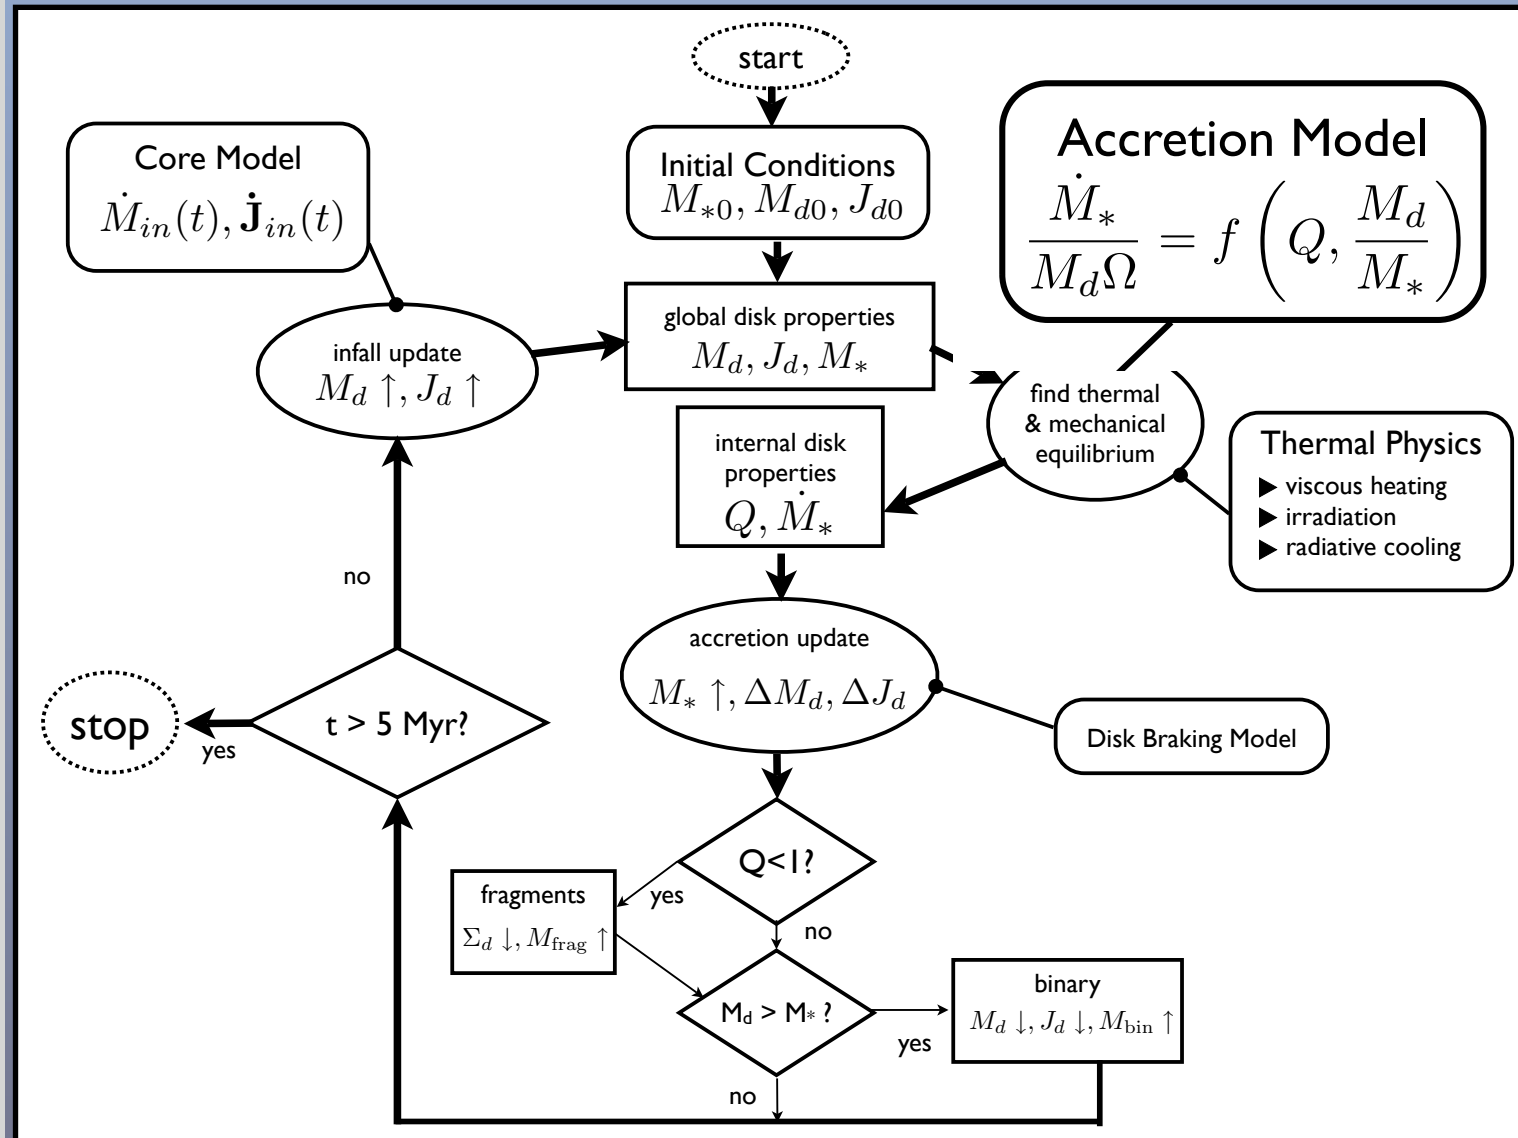 start
Core Model
Ṁ_in(t), J̇_in(t)
Initial Conditions
M_*0, M_d0, J_d0
Accretion Model
Ṁ_* / M_dΩ = f ( Q, M_d / M_* )
infall update
M_d ↑, J_d ↑
global disk properties
M_d, J_d, M_*
find thermal
& mechanical
equilibrium
internal disk
properties
Q, Ṁ_*
Thermal Physics
▶ viscous heating
▶ irradiation
▶ radiative cooling
no
accretion update
M_* ↑, ΔM_d, ΔJ_d
Disk Braking Model
stop
yes
t > 5 Myr?
Q<1?
yes
no
fragments
Σ_d ↓, M_frag ↑
M_d > M_* ?
yes
no
binary
M_d ↓, J_d ↓, M_bin ↑